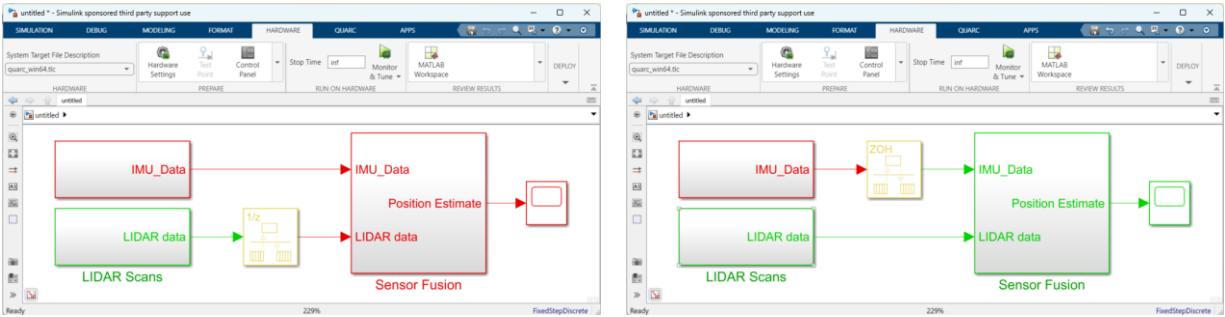 untitled * - Simulink sponsored third party support use
SIMULATION DEBUG MODELING FORMAT HARDWARE QUARC APPS
System Target File Description
quarc_win64.tlc
Hardware Settings
Test Point
Control Panel
Stop Time inf
Monitor & Tune
MATLAB Workspace
DEPLOY
HARDWARE PREPARE RUN ON HARDWARE REVIEW RESULTS
untitled
untitled
IMU_Data
IMU_Data
Position Estimate
1/z
LIDAR data
LIDAR data
LIDAR Scans
Sensor Fusion
Ready 229% FixedStepDiscrete
untitled * - Simulink sponsored third party support use
SIMULATION DEBUG MODELING FORMAT HARDWARE QUARC APPS
System Target File Description
quarc_win64.tlc
Hardware Settings
Test Point
Control Panel
Stop Time inf
Monitor & Tune
MATLAB Workspace
DEPLOY
HARDWARE PREPARE RUN ON HARDWARE REVIEW RESULTS
untitled
untitled
ZOH
IMU_Data
IMU_Data
Position Estimate
LIDAR data
LIDAR data
LIDAR Scans
Sensor Fusion
Ready 229% FixedStepDiscrete